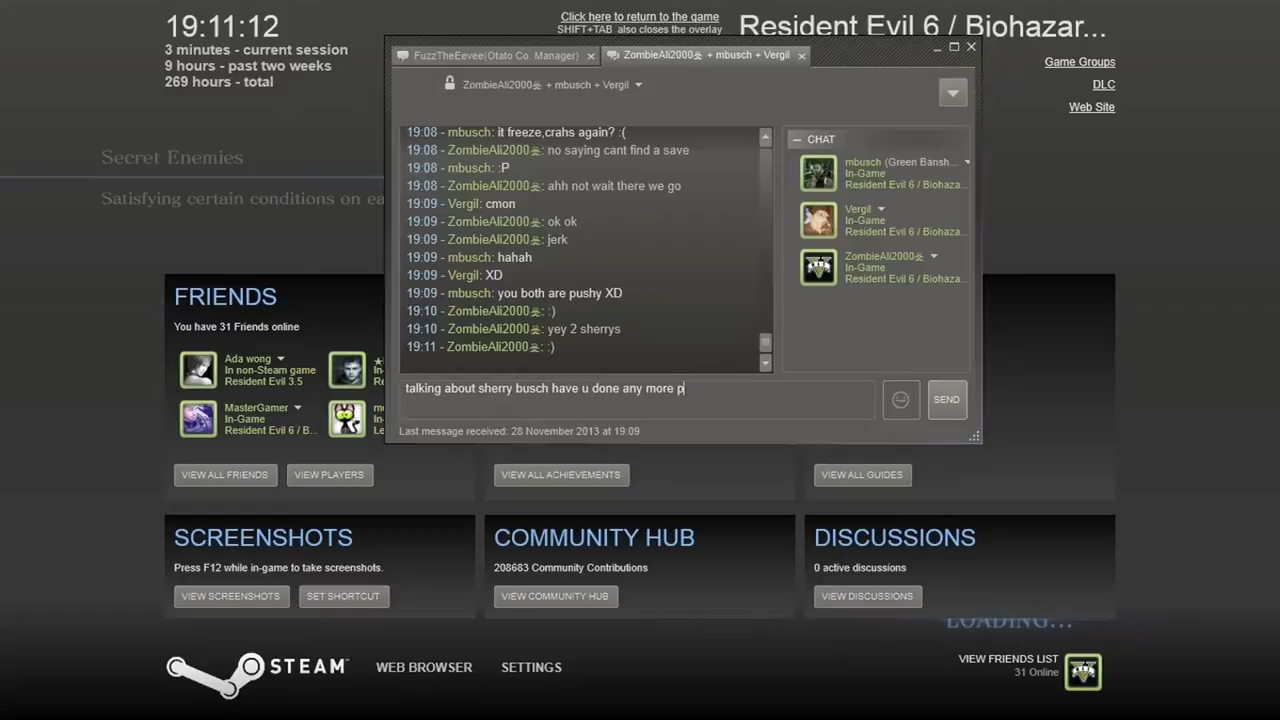 19:11:12
3 minutes - current session
9 hours - past two weeks
269 hours - total
Click here to return to the game
SHIFT+TAB also closes the overlay
Resident Evil 6 / Biohazar...
Game Groups
DLC
Web Site
Secret Enemies
Satisfying certain conditions on ea
FuzzTheEevee(Otato Co. Manager)
ZombieAli2000 + mbusch + Vergil
ZombieAli2000 + mbusch + Vergil
19:08 - mbusch: it freeze,crahs again? :(
19:08 - ZombieAli2000: no saying cant find a save
19:08 - mbusch: :P
19:08 - ZombieAli2000: ahh not wait there we go
19:09 - Vergil: cmon
19:09 - ZombieAli2000: ok ok
19:09 - ZombieAli2000: jerk
19:09 - mbusch: hahah
19:09 - Vergil: XD
19:09 - mbusch: you both are pushy XD
19:10 - ZombieAli2000: :)
19:10 - ZombieAli2000: yey 2 sherrys
19:11 - ZombieAli2000: :)
CHAT
mbusch (Green Bansh...
In-Game
Resident Evil 6 / Biohaza...
Vergil
In-Game
Resident Evil 6 / Biohaza...
ZombieAli2000
In-Game
Resident Evil 6 / Biohaza...
talking about sherry busch have u done any more p
SEND
Last message received: 28 November 2013 at 19:09
FRIENDS
You have 31 Friends online
Ada wong
In non-Steam game
Resident Evil 3.5
In
Re
MasterGamer
In-Game
Resident Evil 6 / B...
In
Le
VIEW ALL FRIENDS
VIEW PLAYERS
VIEW ALL ACHIEVEMENTS
VIEW ALL GUIDES
SCREENSHOTS
Press F12 while in-game to take screenshots.
VIEW SCREENSHOTS
SET SHORTCUT
COMMUNITY HUB
208683 Community Contributions
VIEW COMMUNITY HUB
DISCUSSIONS
0 active discussions
VIEW DISCUSSIONS
LOADING...
STEAM
WEB BROWSER
SETTINGS
VIEW FRIENDS LIST
31 Online